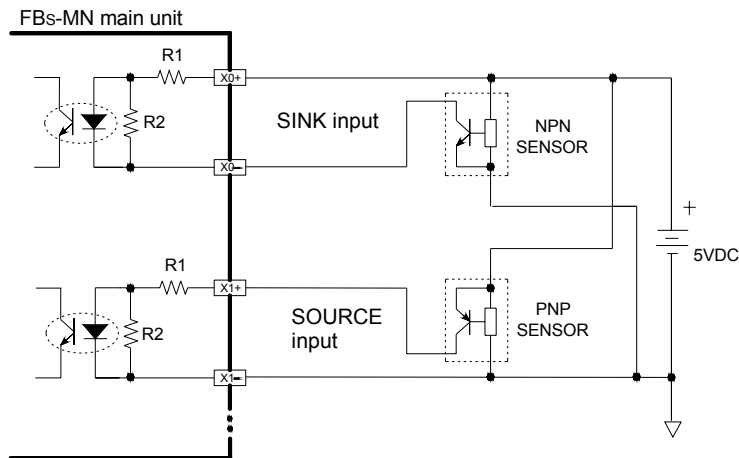 FBs-MN main unit
R1
X0+
R2
SINK input
NPN
SENSOR
X0-
+
5VDC
R1
X1+
R2
SOURCE
input
PNP
SENSOR
X1-